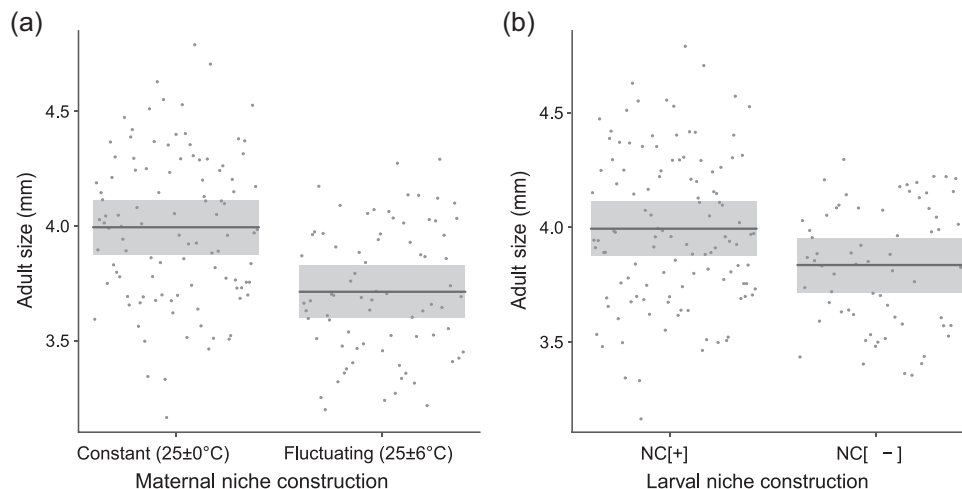 (a)
Adult size (mm)
4.5
4.0
3.5
Constant (25±0°C)
Fluctuating (25±6°C)
Maternal niche construction
(b)
Adult size (mm)
4.5
4.0
3.5
NC[+]
NC[ −]
Larval niche construction